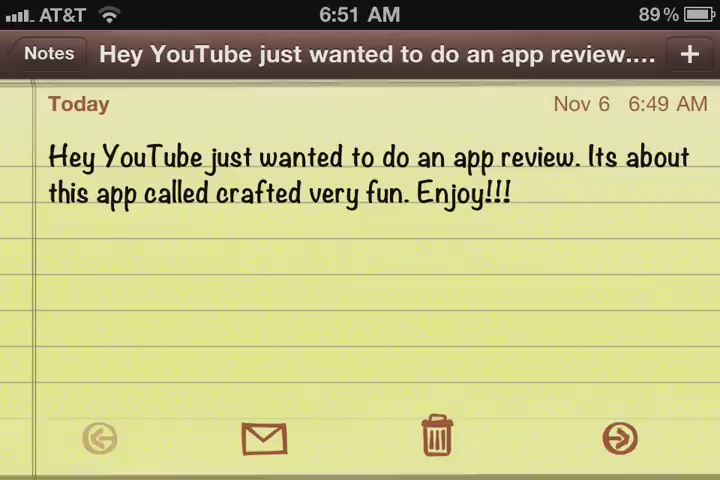 AT&T 6:51 AM 89%
Notes Hey YouTube just wanted to do an app review.... +
Today Nov 6 6:49 AM
Hey YouTube just wanted to do an app review. Its about
this app called crafted very fun. Enjoy!!!